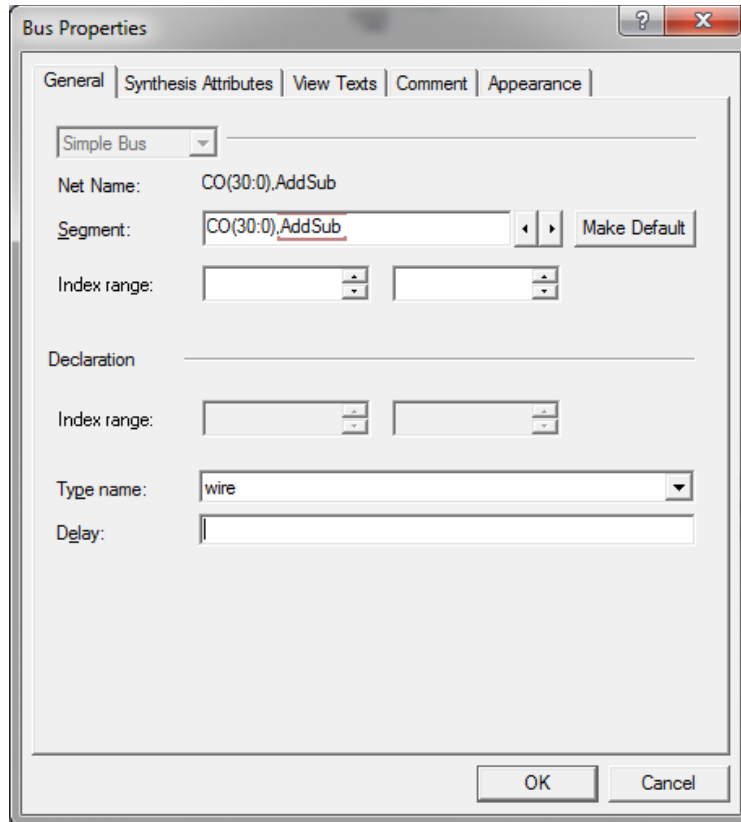 Bus Properties
General Synthesis Attributes View Texts Comment Appearance
Simple Bus
Net Name: CO(30:0),AddSub
Segment: CO(30:0),AddSub Make Default
Index range:
Declaration
Index range:
Type name: wire
Delay:
OK Cancel